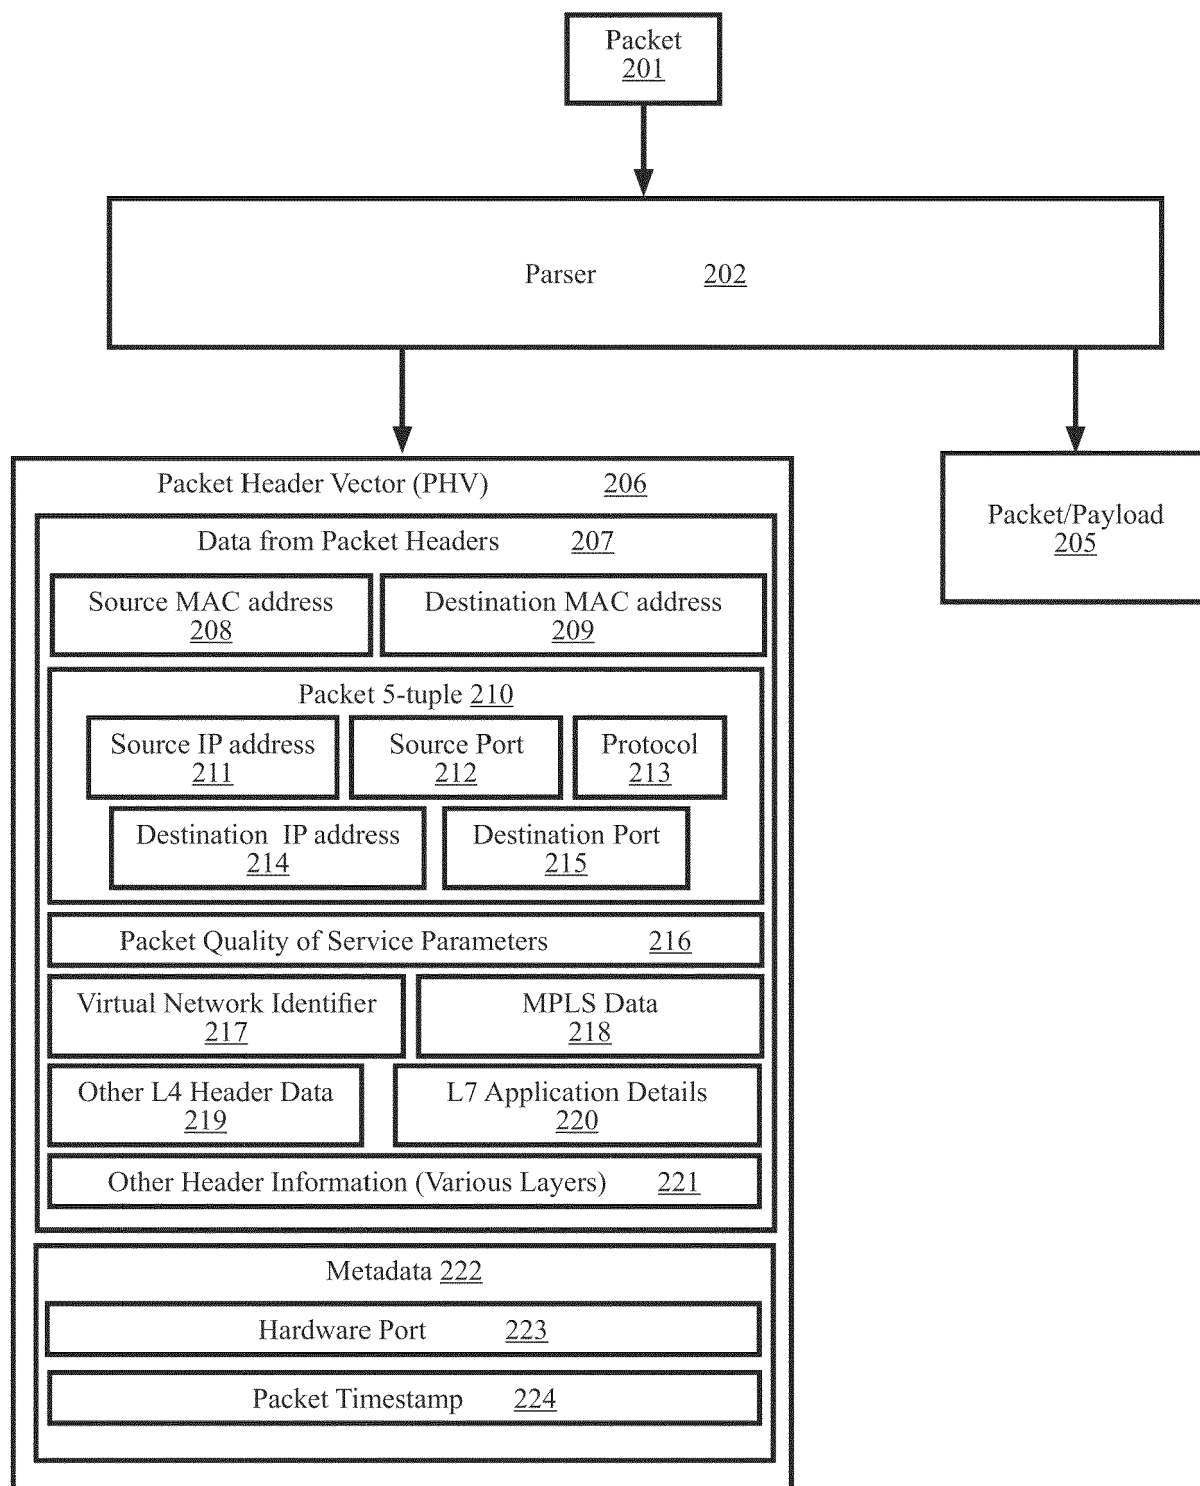 Packet
201
Parser 202
Packet Header Vector (PHV) 206
Packet/Payload
205
Data from Packet Headers 207
Source MAC address
208
Destination MAC address
209
Packet 5-tuple 210
Source IP address
211
Source Port
212
Protocol
213
Destination IP address
214
Destination Port
215
Packet Quality of Service Parameters 216
Virtual Network Identifier
217
MPLS Data
218
Other L4 Header Data
219
L7 Application Details
220
Other Header Information (Various Layers) 221
Metadata 222
Hardware Port 223
Packet Timestamp 224